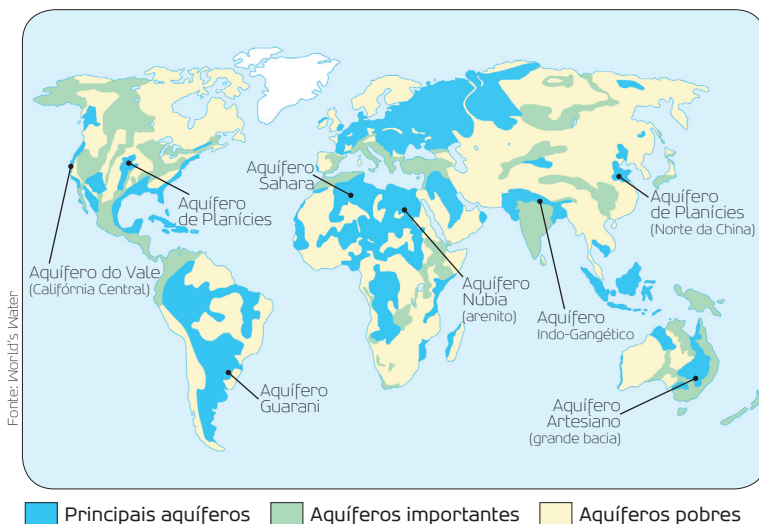 Aquífero
Sahara
Aquífero
de Planícies
Aquífero
de Planícies
(Norte da China)
Aquífero do Vale
(Califórnia Central)
Aquífero
Núbia
(arenito)
Aquífero
Indo-Gangético
Aquífero
Guarani
Aquífero
Artesiano
(grande bacia)
Fonte: World's Water
Principais aquíferos
Aquíferos importantes
Aquíferos pobres